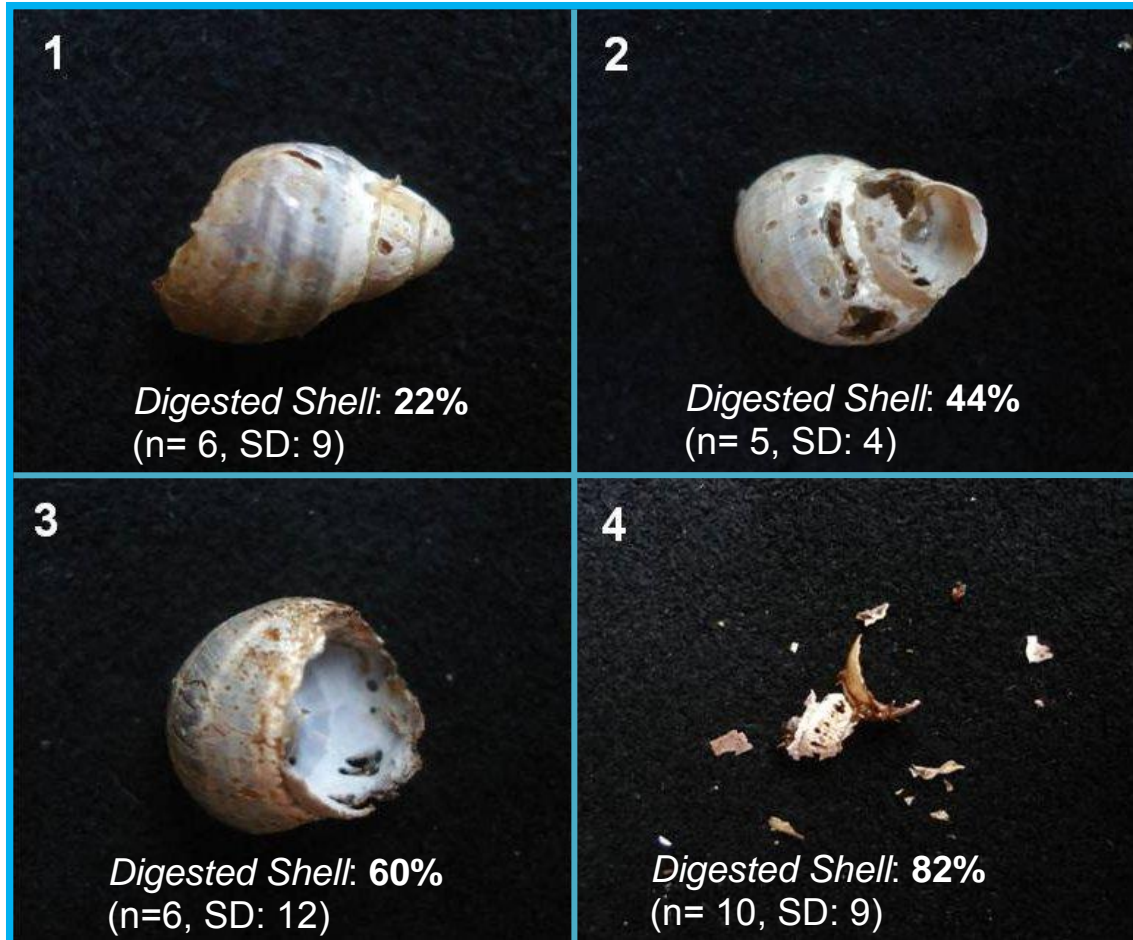 1
Digested Shell: 22%
(n= 6, SD: 9)
2
Digested Shell: 44%
(n= 5, SD: 4)
3
Digested Shell: 60%
(n=6, SD: 12)
4
Digested Shell: 82%
(n= 10, SD: 9)